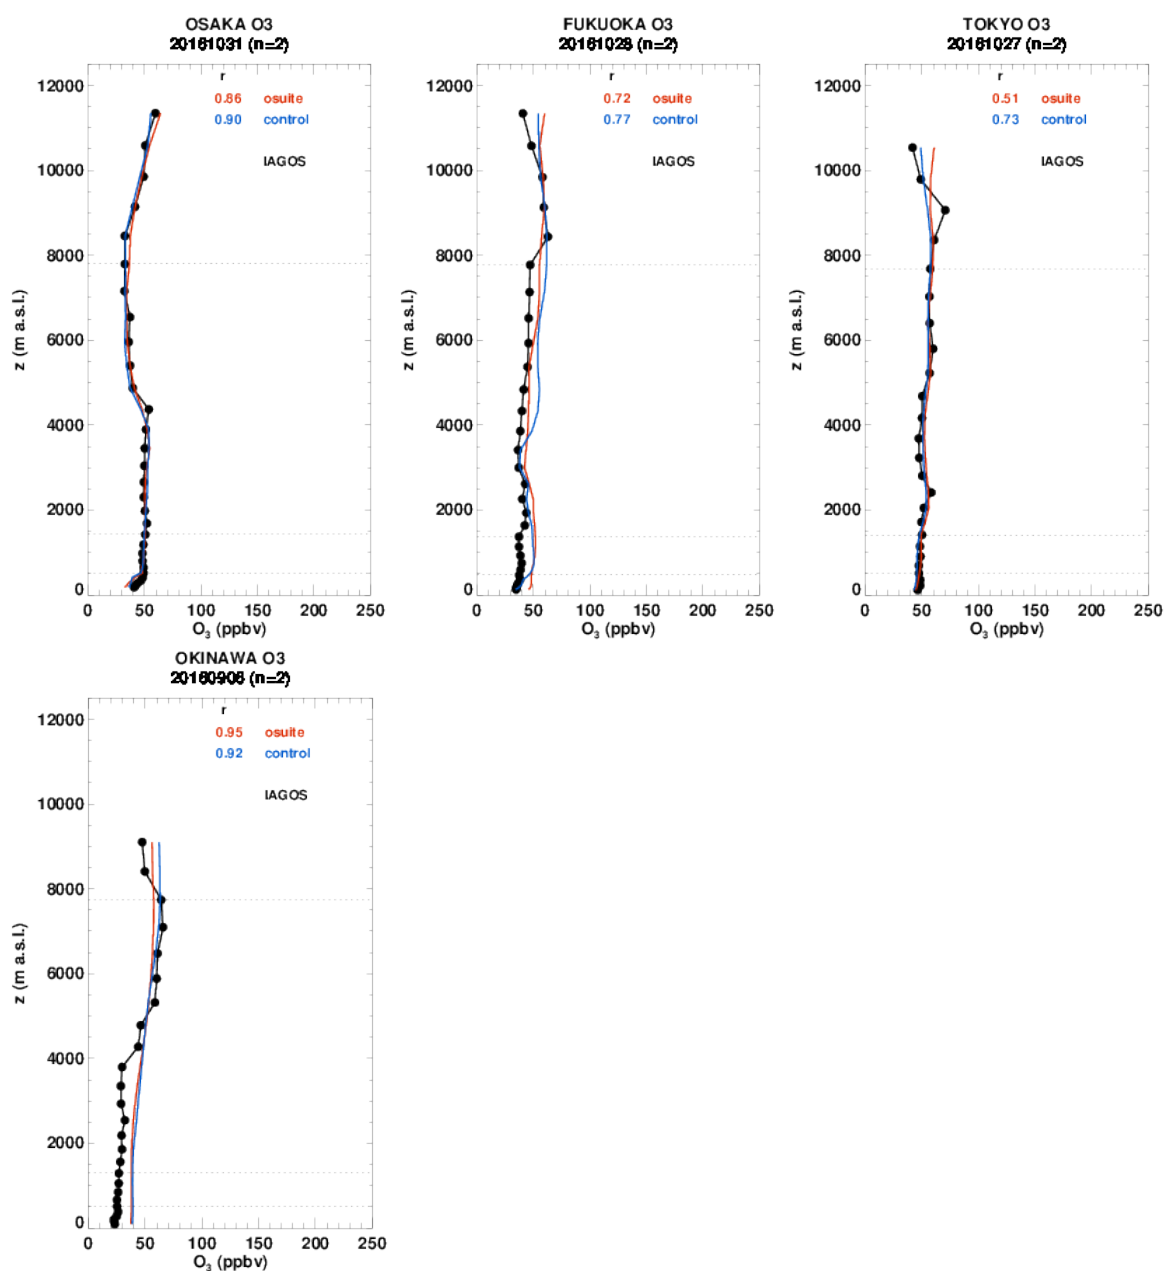 OSAKA O3
20161031 (n=2)
r
0.86 osuite
0.90 control
IAGOS
12000
10000
8000
6000
4000
2000
0
z (m a.s.l.)
0 50 100 150 200 250
O3 (ppbv)
FUKUOKA O3
20161028 (n=2)
r
0.72 osuite
0.77 control
IAGOS
12000
10000
8000
6000
4000
2000
0
z (m a.s.l.)
0 50 100 150 200 250
O3 (ppbv)
TOKYO O3
20161027 (n=2)
r
0.51 osuite
0.73 control
IAGOS
12000
10000
8000
6000
4000
2000
0
z (m a.s.l.)
0 50 100 150 200 250
O3 (ppbv)
OKINAWA O3
(n=2)
r
0.95 osuite
0.92 control
IAGOS
12000
10000
8000
6000
4000
2000
0
z (m a.s.l.)
0 50 100 150 200 250
O3 (ppbv)